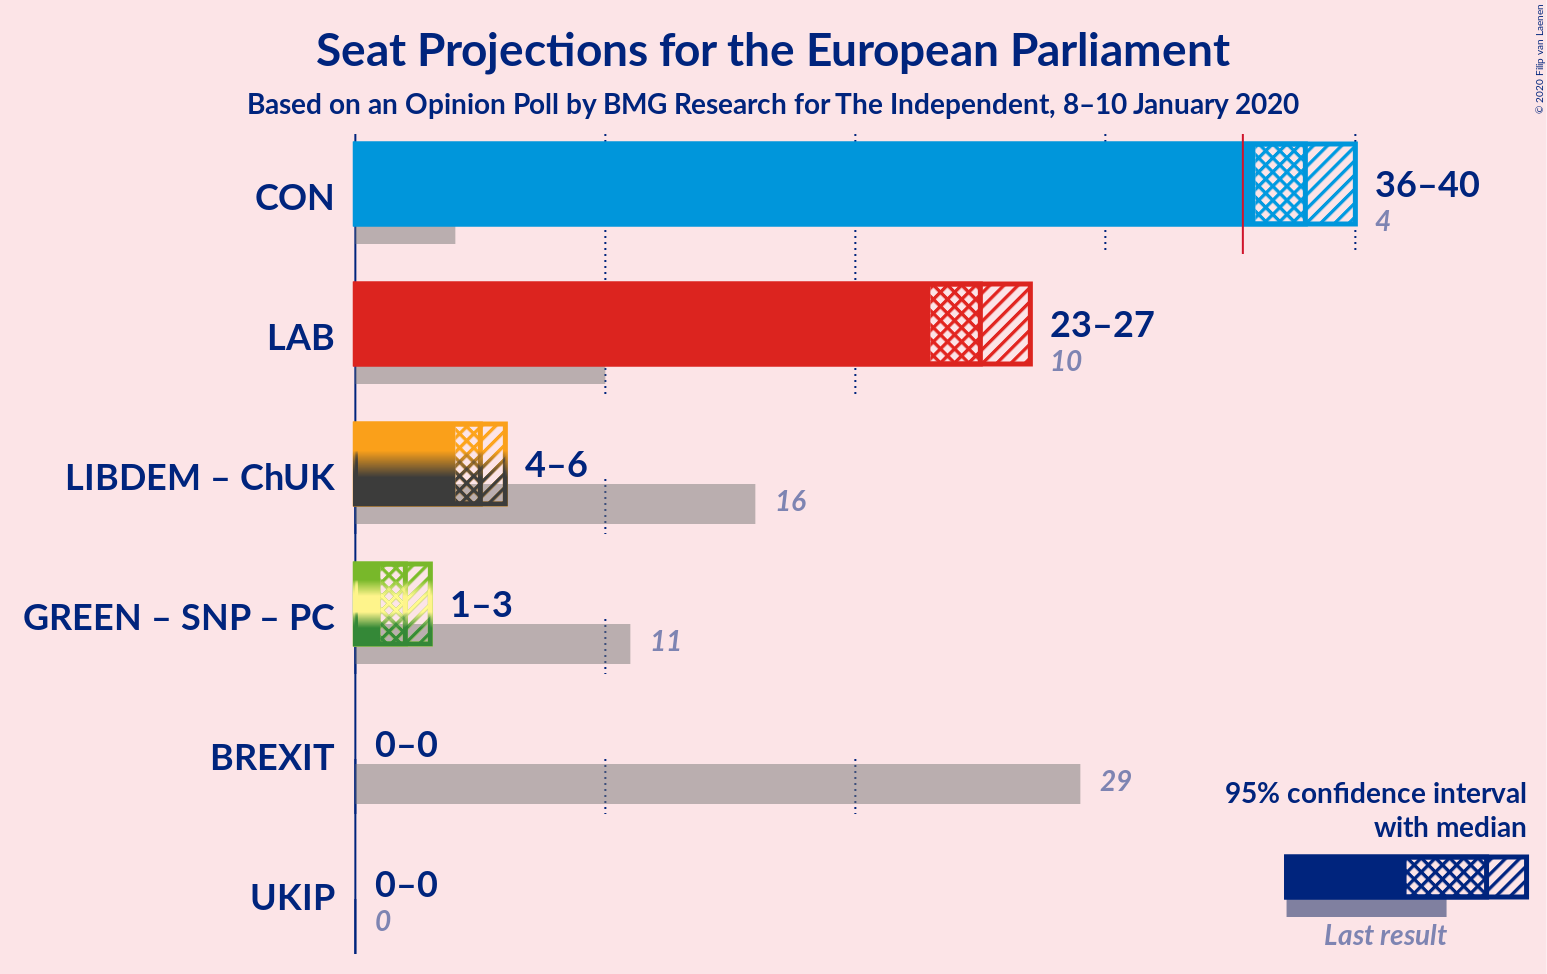 Seat Projections for the European Parliament
Based on an Opinion Poll by BMG Research for The Independent, 8–10 January 2020
© 2020 Filip van Laenen
CON
36–40
4
LAB
23–27
10
LIBDEM – ChUK
4–6
16
GREEN – SNP – PC
1–3
11
BREXIT
0–0
29
UKIP
0–0
0
95% confidence interval
with median
Last result